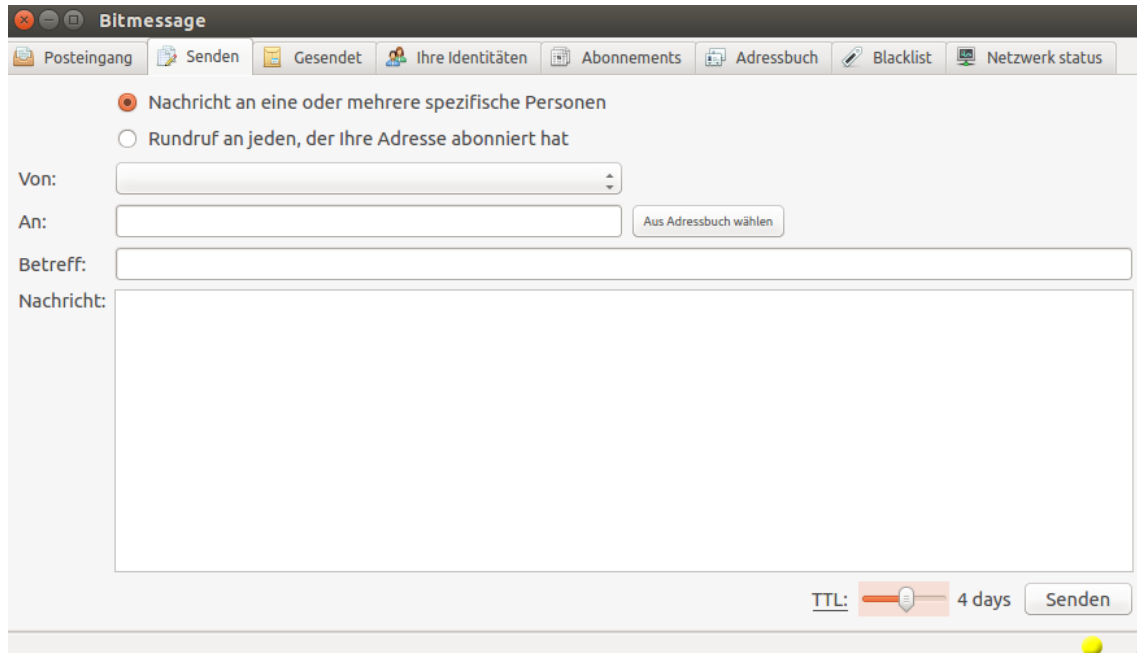 Bitmessage
Posteingang Senden Gesendet Ihre Identitäten Abonnements Adressbuch Blacklist Netzwerk status
Nachricht an eine oder mehrere spezifische Personen
Rundruf an jeden, der Ihre Adresse abonniert hat
Von:
An: Aus Adressbuch wählen
Betreff:
Nachricht:
TTL: 4 days Senden